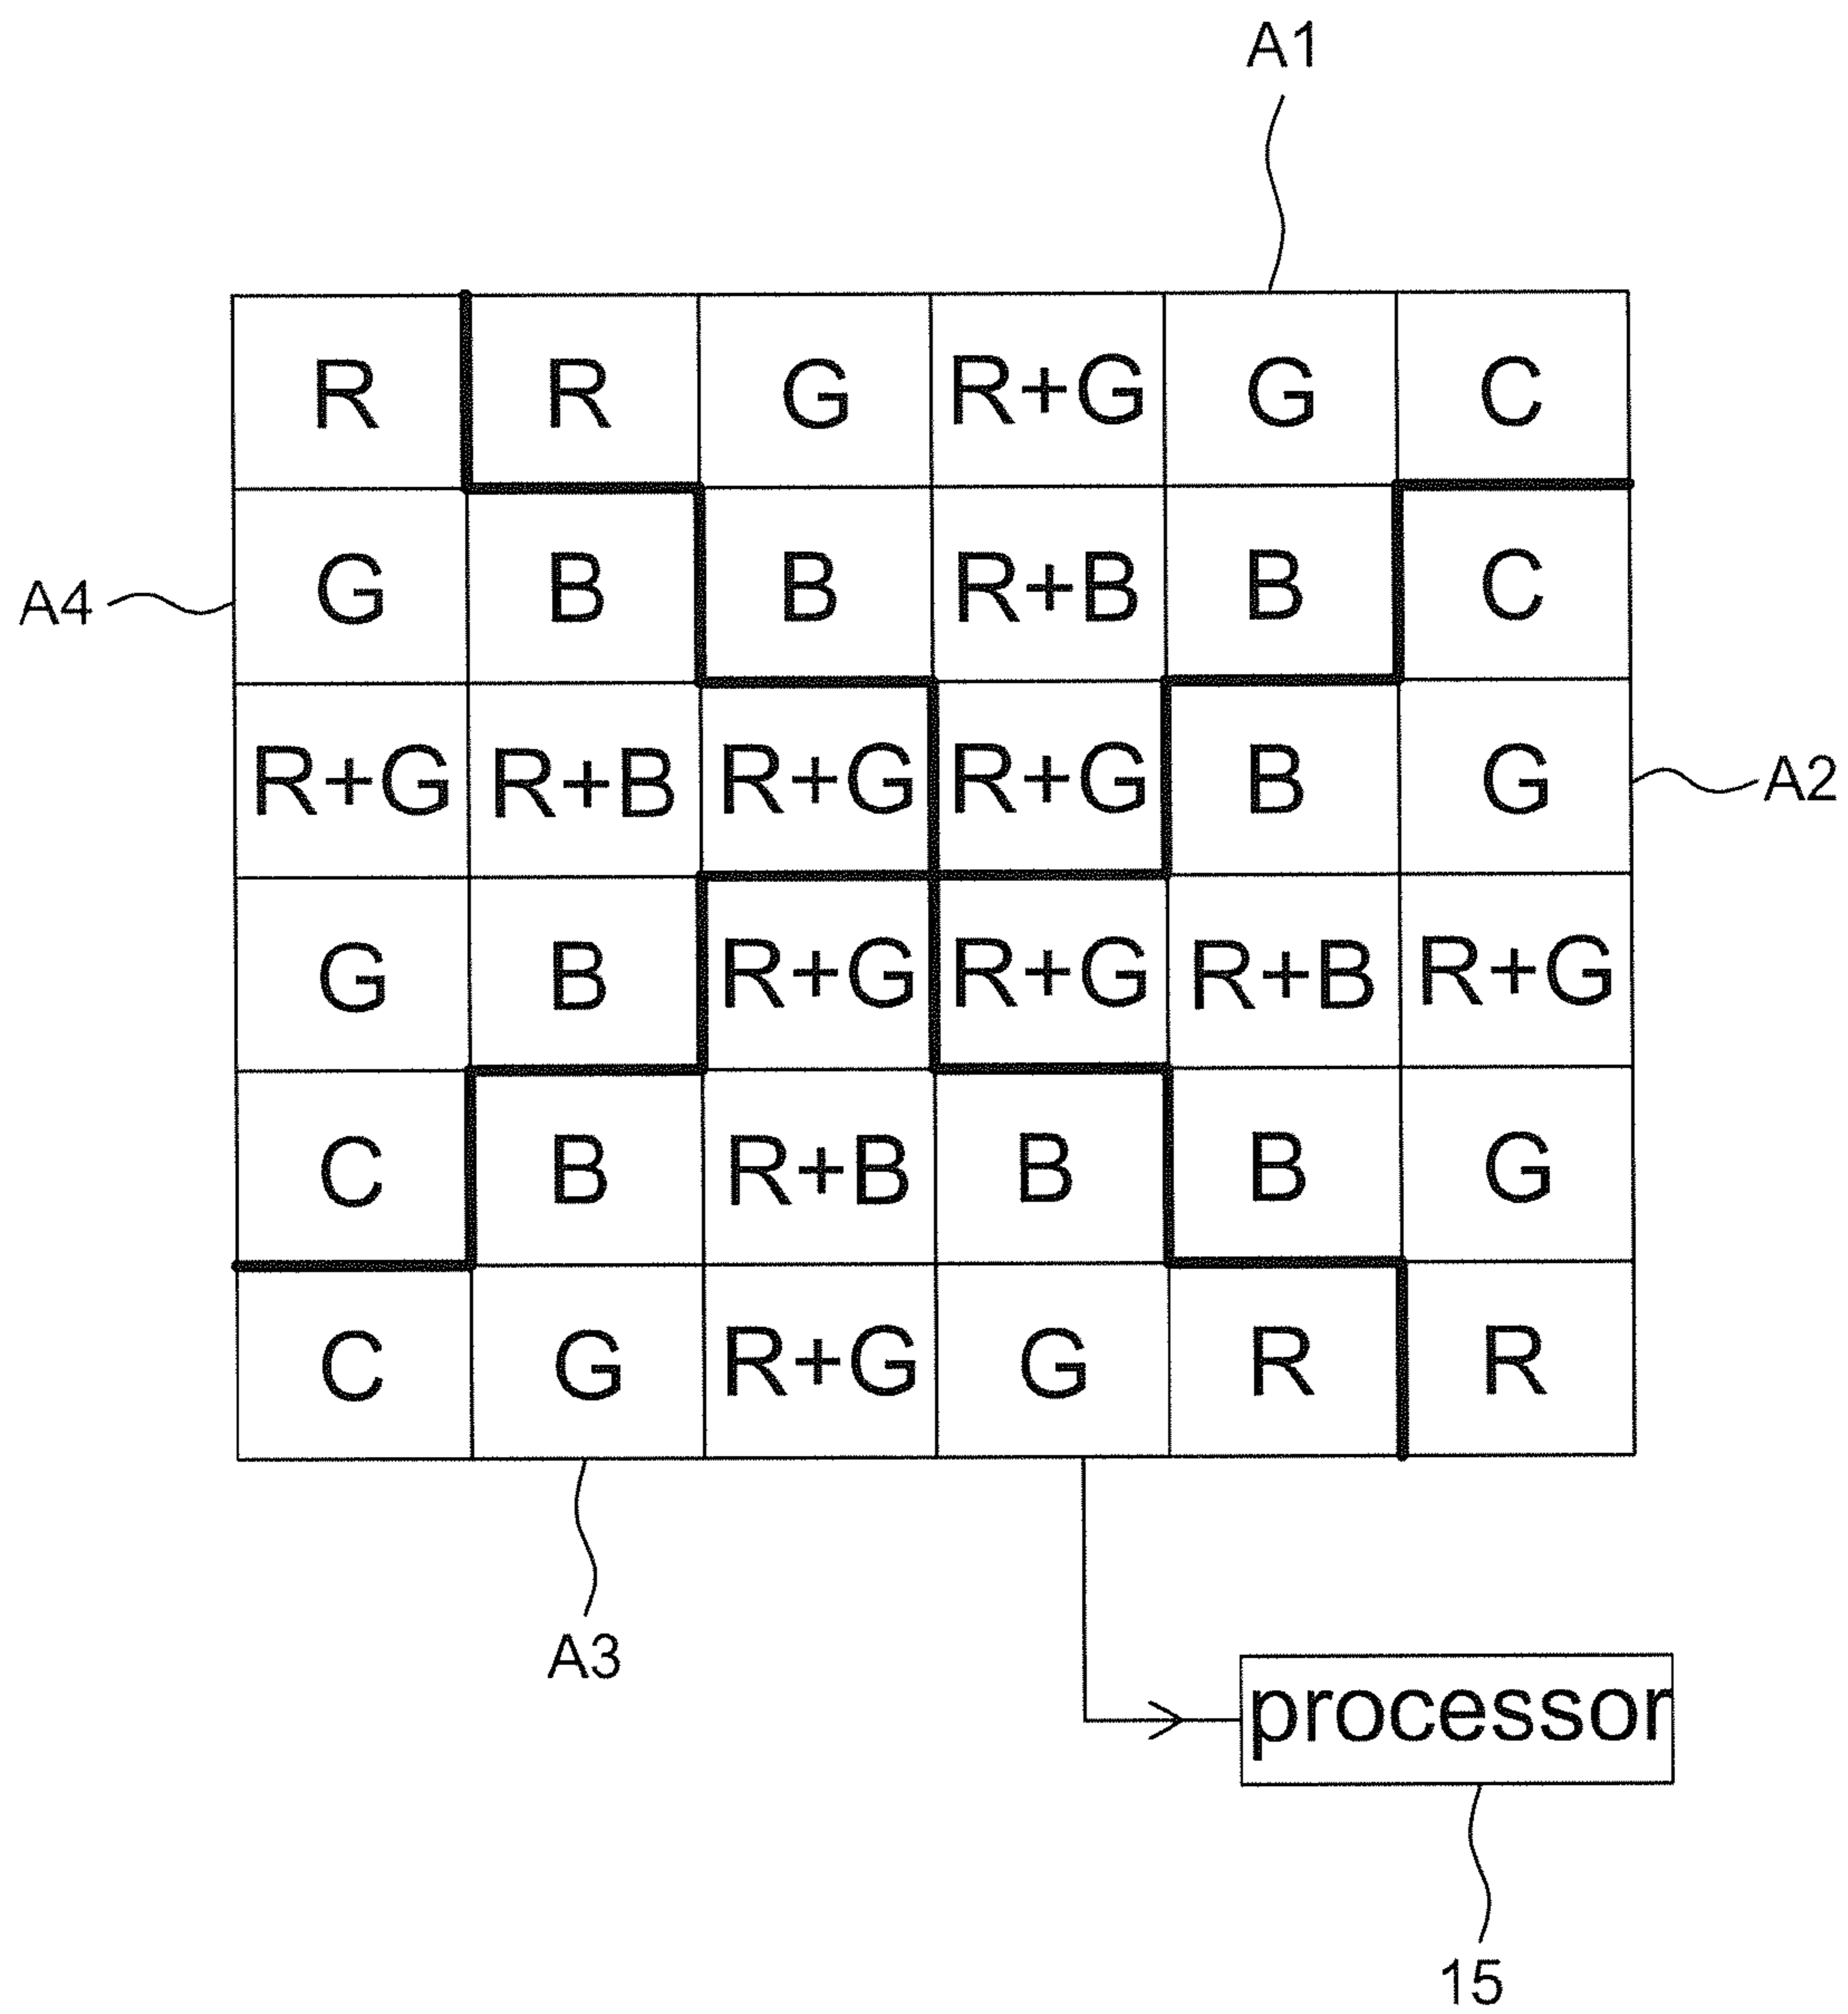 A1
R R G R+G G C
A4 G B B R+B B C
R+G R+B R+G R+G B G A2
G B R+G R+G R+B R+G
C B R+B B B G
C G R+G G R R
A3
processor
15